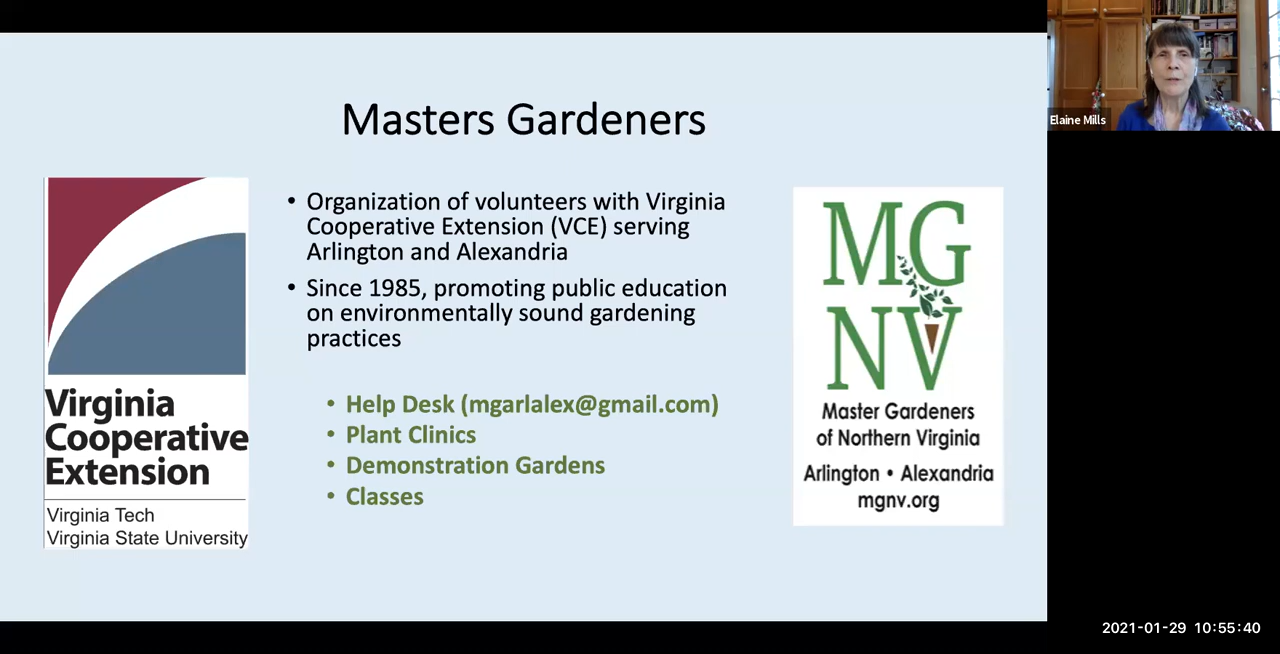 Masters Gardeners
• Organization of volunteers with Virginia
Cooperative Extension (VCE) serving
Arlington and Alexandria
• Since 1985, promoting public education
on environmentally sound gardening
practices
• Help Desk (mgarlalex@gmail.com)
• Plant Clinics
• Demonstration Gardens
• Classes
Virginia
Cooperative
Extension
Virginia Tech
Virginia State University
MG
NV
Master Gardeners
of Northern Virginia
Arlington • Alexandria
mgnv.org
Elaine Mills
2021-01-29 10:55:40